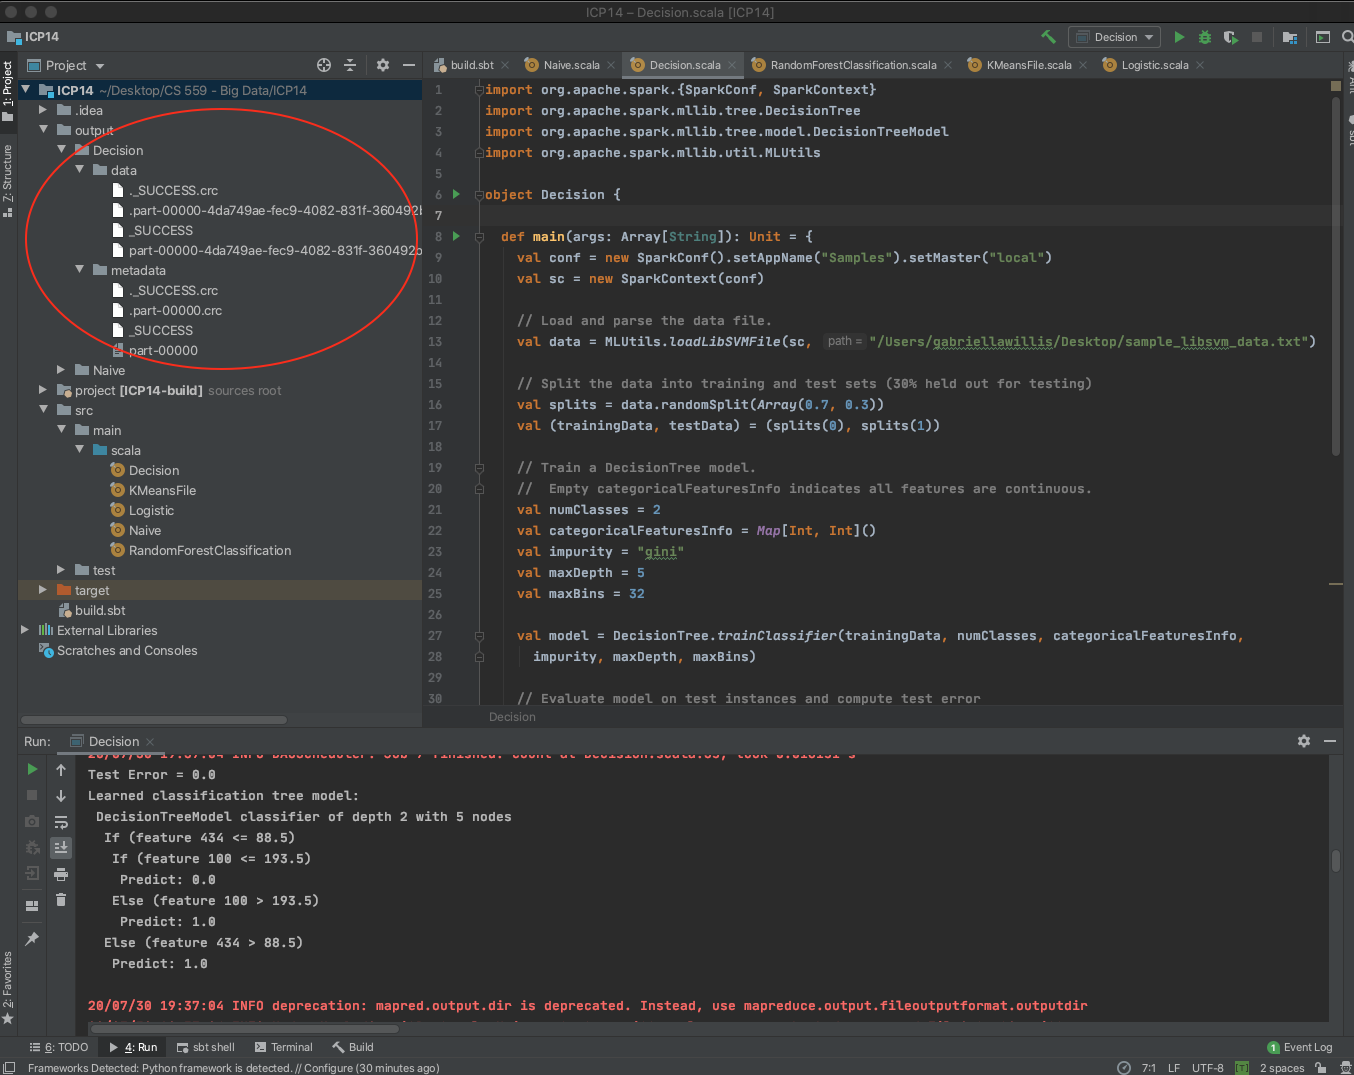 ICP14 – Decision.scala [ICP14]
ICP14
Decision
Project
build.sbt
Naive.scala
Decision.scala
RandomForestClassification.scala
KMeansFile.scala
Logistic.scala
1: Project
Z: Structure
2: Favorites
ICP14 ~/Desktop/CS 559 - Big Data/ICP14
.idea
output
Decision
data
._SUCCESS.crc
.part-00000-4da749ae-fec9-4082-831f-360492b
_SUCCESS
part-00000-4da749ae-fec9-4082-831f-360492b
metadata
._SUCCESS.crc
.part-00000.crc
_SUCCESS
part-00000
Naive
project [ICP14-build] sources root
src
main
scala
Decision
KMeansFile
Logistic
Naive
RandomForestClassification
test
target
build.sbt
External Libraries
Scratches and Consoles
1 import org.apache.spark.{SparkConf, SparkContext}
2 import org.apache.spark.mllib.tree.DecisionTree
3 import org.apache.spark.mllib.tree.model.DecisionTreeModel
4 import org.apache.spark.mllib.util.MLUtils
5
6 object Decision {
7
8 def main(args: Array[String]): Unit = {
9 val conf = new SparkConf().setAppName("Samples").setMaster("local")
10 val sc = new SparkContext(conf)
11
12 // Load and parse the data file.
13 val data = MLUtils.loadLibSVMFile(sc, path = "/Users/gabriellawillis/Desktop/sample_libsvm_data.txt")
14
15 // Split the data into training and test sets (30% held out for testing)
16 val splits = data.randomSplit(Array(0.7, 0.3))
17 val (trainingData, testData) = (splits(0), splits(1))
18
19 // Train a DecisionTree model.
20 // Empty categoricalFeaturesInfo indicates all features are continuous.
21 val numClasses = 2
22 val categoricalFeaturesInfo = Map[Int, Int]()
23 val impurity = "gini"
24 val maxDepth = 5
25 val maxBins = 32
26
27 val model = DecisionTree.trainClassifier(trainingData, numClasses, categoricalFeaturesInfo,
28 impurity, maxDepth, maxBins)
29
30 // Evaluate model on test instances and compute test error
Decision
Run: Decision
Test Error = 0.0
Learned classification tree model:
DecisionTreeModel classifier of depth 2 with 5 nodes
If (feature 434 <= 88.5)
If (feature 100 <= 193.5)
Predict: 0.0
Else (feature 100 > 193.5)
Predict: 1.0
Else (feature 434 > 88.5)
Predict: 1.0
20/07/30 19:37:04 INFO deprecation: mapred.output.dir is deprecated. Instead, use mapreduce.output.fileoutputformat.outputdir
6: TODO
4: Run
sbt shell
Terminal
Build
1 Event Log
Frameworks Detected: Python framework is detected. // Configure (30 minutes ago)
7:1 LF UTF-8 [T] 2 spaces